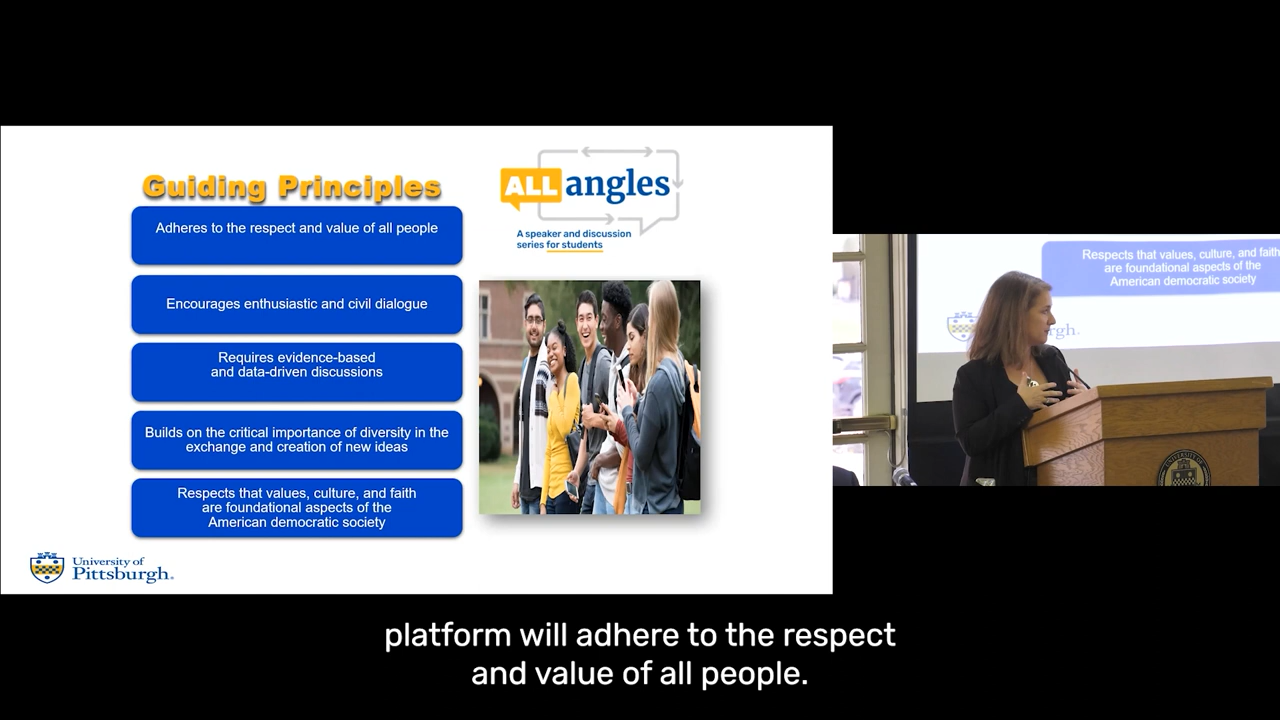 Guiding Principles
Adheres to the respect and value of all people
Encourages enthusiastic and civil dialogue
Requires evidence-based
and data-driven discussions
Builds on the critical importance of diversity in the
exchange and creation of new ideas
Respects that values, culture, and faith
are foundational aspects of the
American democratic society
University of
Pittsburgh.
ALL angles
A speaker and discussion
series for students
Respects that values, culture, and faith
are foundational aspects of the
American democratic society
rgh.
UNIVERSITY OF
platform will adhere to the respect
and value of all people.